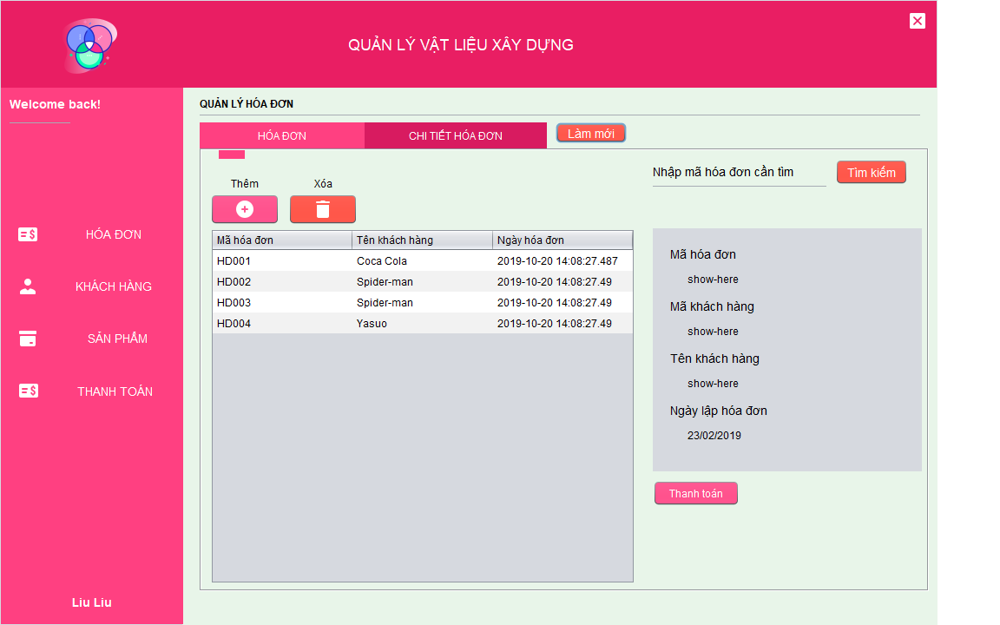 QUẢN LÝ VẬT LIỆU XÂY DỰNG
Welcome back!
HÓA ĐƠN
KHÁCH HÀNG
SẢN PHẨM
THANH TOÁN
Liu Liu
QUẢN LÝ HÓA ĐƠN
HÓA ĐƠN CHI TIẾT HÓA ĐƠN Làm mới
Nhập mã hóa đơn cần tìm Tìm kiếm
Thêm Xóa
Mã hóa đơn Tên khách hàng Ngày hóa đơn
HD001 Coca Cola 2019-10-20 14:08:27.487
HD002 Spider-man 2019-10-20 14:08:27.49
HD003 Spider-man 2019-10-20 14:08:27.49
HD004 Yasuo 2019-10-20 14:08:27.49
Mã hóa đơn
show-here
Mã khách hàng
show-here
Tên khách hàng
show-here
Ngày lập hóa đơn
23/02/2019
Thanh toán